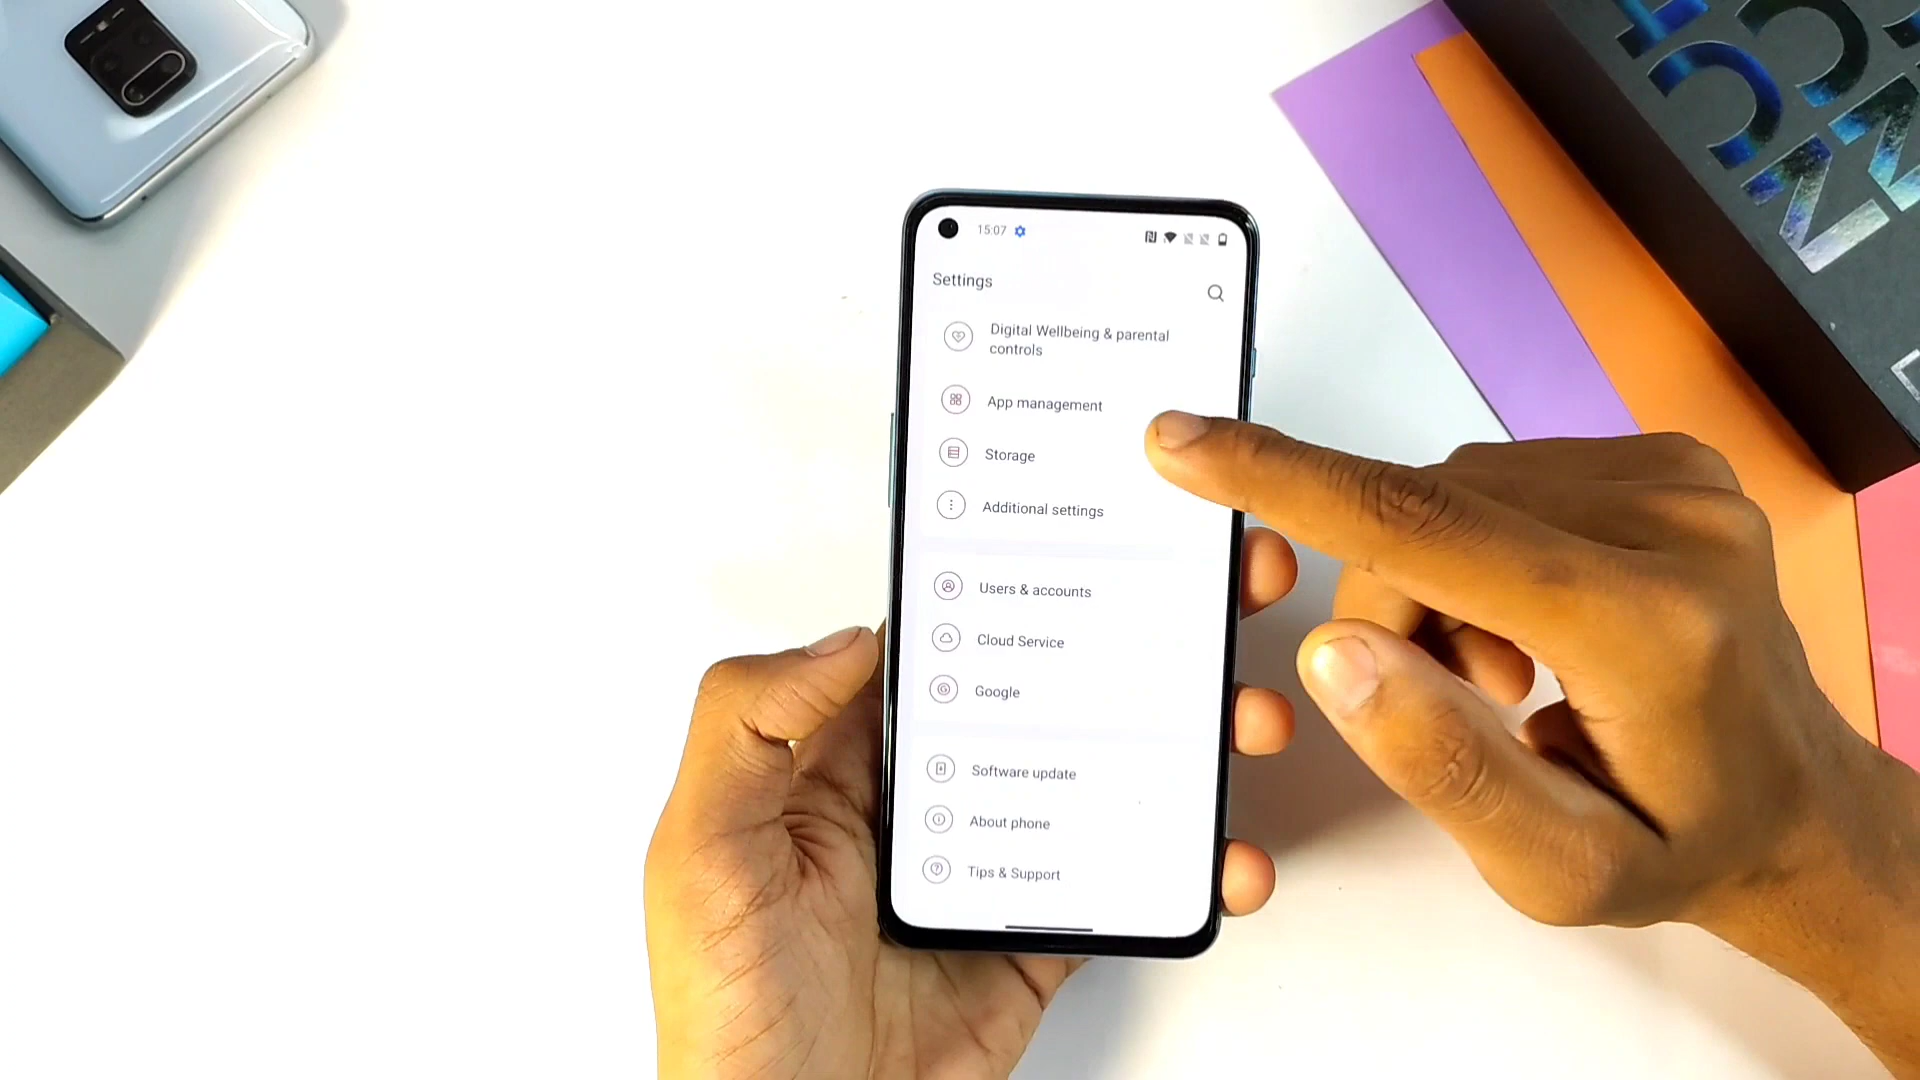 15:07
Settings
Digital Wellbeing & parental
controls
App management
Storage
Additional settings
Users & accounts
Cloud Service
Google
Software update
About phone
Tips & Support